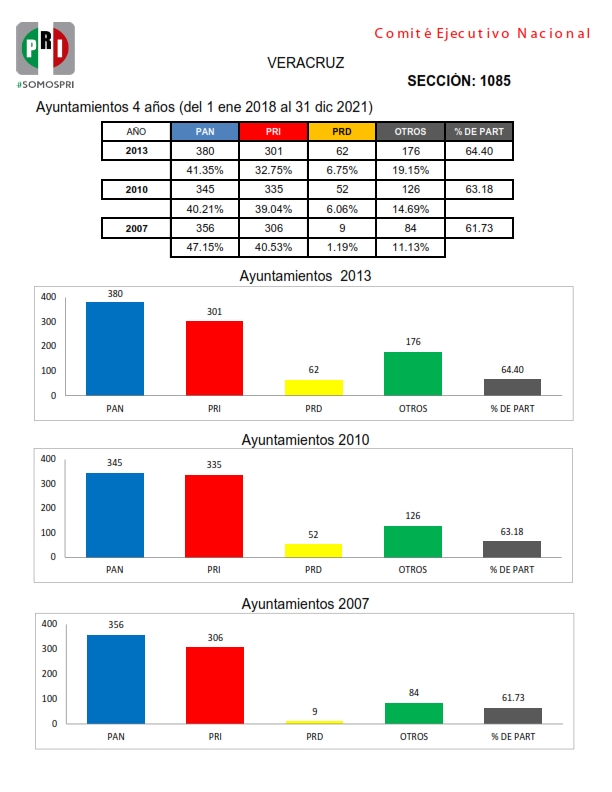 Comité Ejecutivo Nacional
PRI
#SOMOSPRI
VERACRUZ
SECCIÓN: 1085
Ayuntamientos 4 años (del 1 ene 2018 al 31 dic 2021)
AÑO PAN PRI PRD OTROS % DE PART
2013 380 301 62 176 64.40
41.35% 32.75% 6.75% 19.15%
2010 345 335 52 126 63.18
40.21% 39.04% 6.06% 14.69%
2007 356 306 9 84 61.73
47.15% 40.53% 1.19% 11.13%
Ayuntamientos 2013
400 380
300 301
200 176
100 62 64.40
0
PAN PRI PRD OTROS % DE PART
Ayuntamientos 2010
400 345 335
300
200 126
100 52 63.18
0
PAN PRI PRD OTROS % DE PART
Ayuntamientos 2007
400 356
300 306
200
100 9 84 61.73
0
PAN PRI PRD OTROS % DE PART